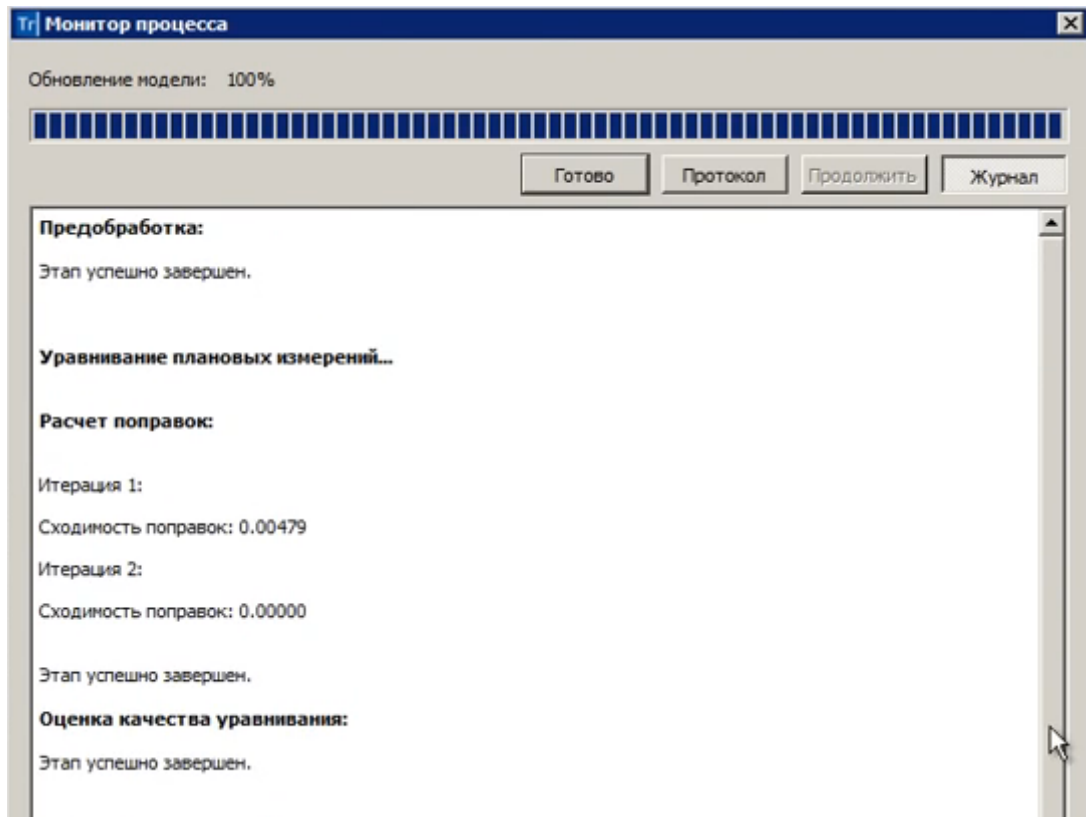 Tr Монитор процесса
Обновление модели: 100%
Готово Протокол Продолжить Журнал
Предобработка:
Этап успешно завершен.
Уравнивание плановых измерений...
Расчет поправок:
Итерация 1:
Сходимость поправок: 0.00479
Итерация 2:
Сходимость поправок: 0.00000
Этап успешно завершен.
Оценка качества уравнивания:
Этап успешно завершен.